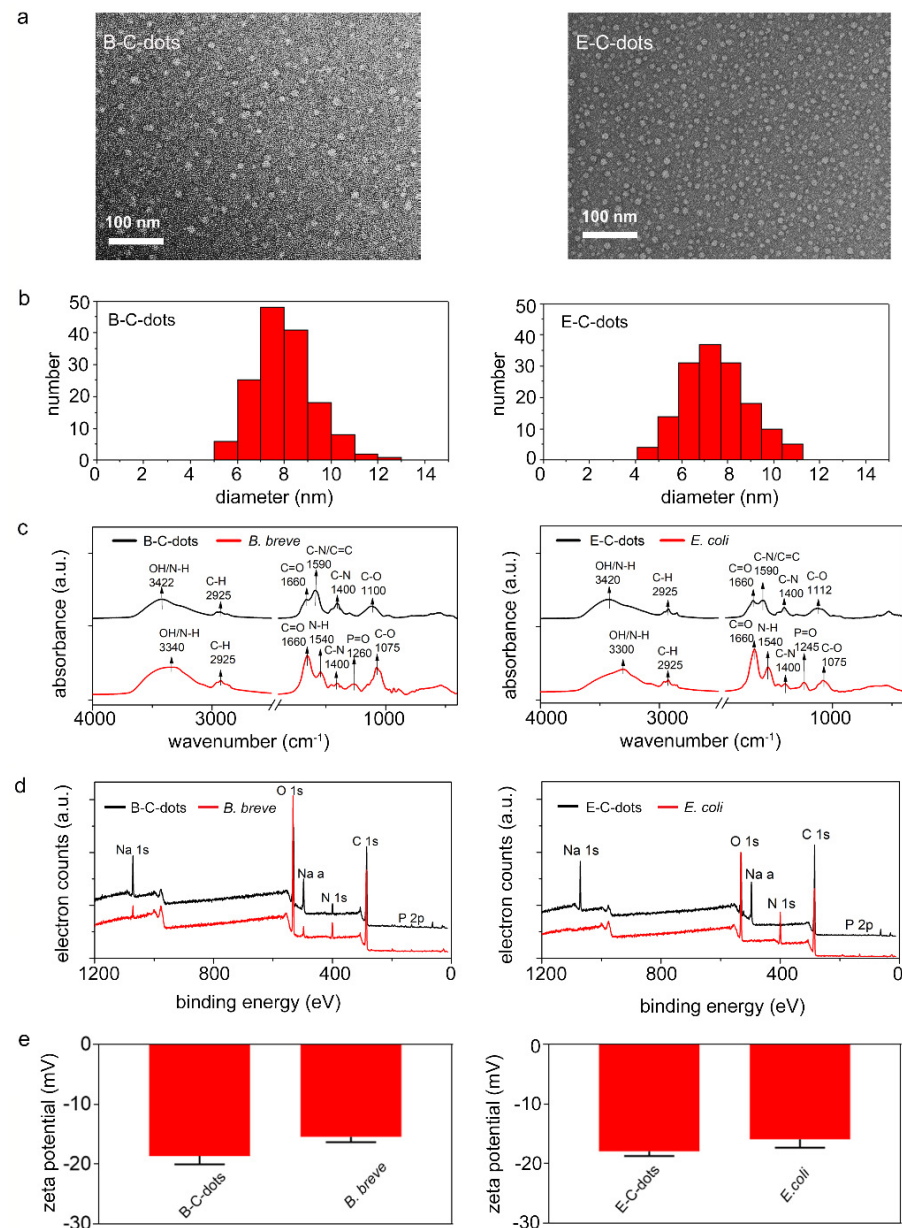 a
B-C-dots
100 nm
E-C-dots
100 nm
b
B-C-dots
50
40
30
20
10
0
number
0 2 4 6 8 10 12 14
diameter (nm)
E-C-dots
50
40
30
20
10
0
number
0 2 4 6 8 10 12 14
diameter (nm)
c
B-C-dots B. breve
absorbance (a.u.)
OH/N-H
3422
C-H
2925
C=O
1660
C-N/C=C
1590
C-N
1400
C-O
1100
OH/N-H
3340
C-H
2925
C=O
1660
N-H
1540
C-N
1400
P=O
1260
C-O
1075
4000 3000 1000
wavenumber (cm⁻¹)
E-C-dots E. coli
absorbance (a.u.)
OH/N-H
3420
C-H
2925
C=O
1660
C-N/C=C
1590
C-N
1400
C-O
1112
OH/N-H
3300
C-H
2925
C=O
1660
N-H
1540
C-N
1400
P=O
1245
C-O
1075
4000 3000 1000
wavenumber (cm⁻¹)
d
B-C-dots B. breve
electron counts (a.u.)
Na 1s
O 1s
Na a
N 1s
C 1s
P 2p
1200 800 400 0
binding energy (eV)
E-C-dots E. coli
electron counts (a.u.)
Na 1s
O 1s
Na a
N 1s
C 1s
P 2p
1200 800 400 0
binding energy (eV)
e
zeta potential (mV)
0
-10
-20
-30
B-C-dots
B. breve
zeta potential (mV)
0
-10
-20
-30
E-C-dots
E.coli